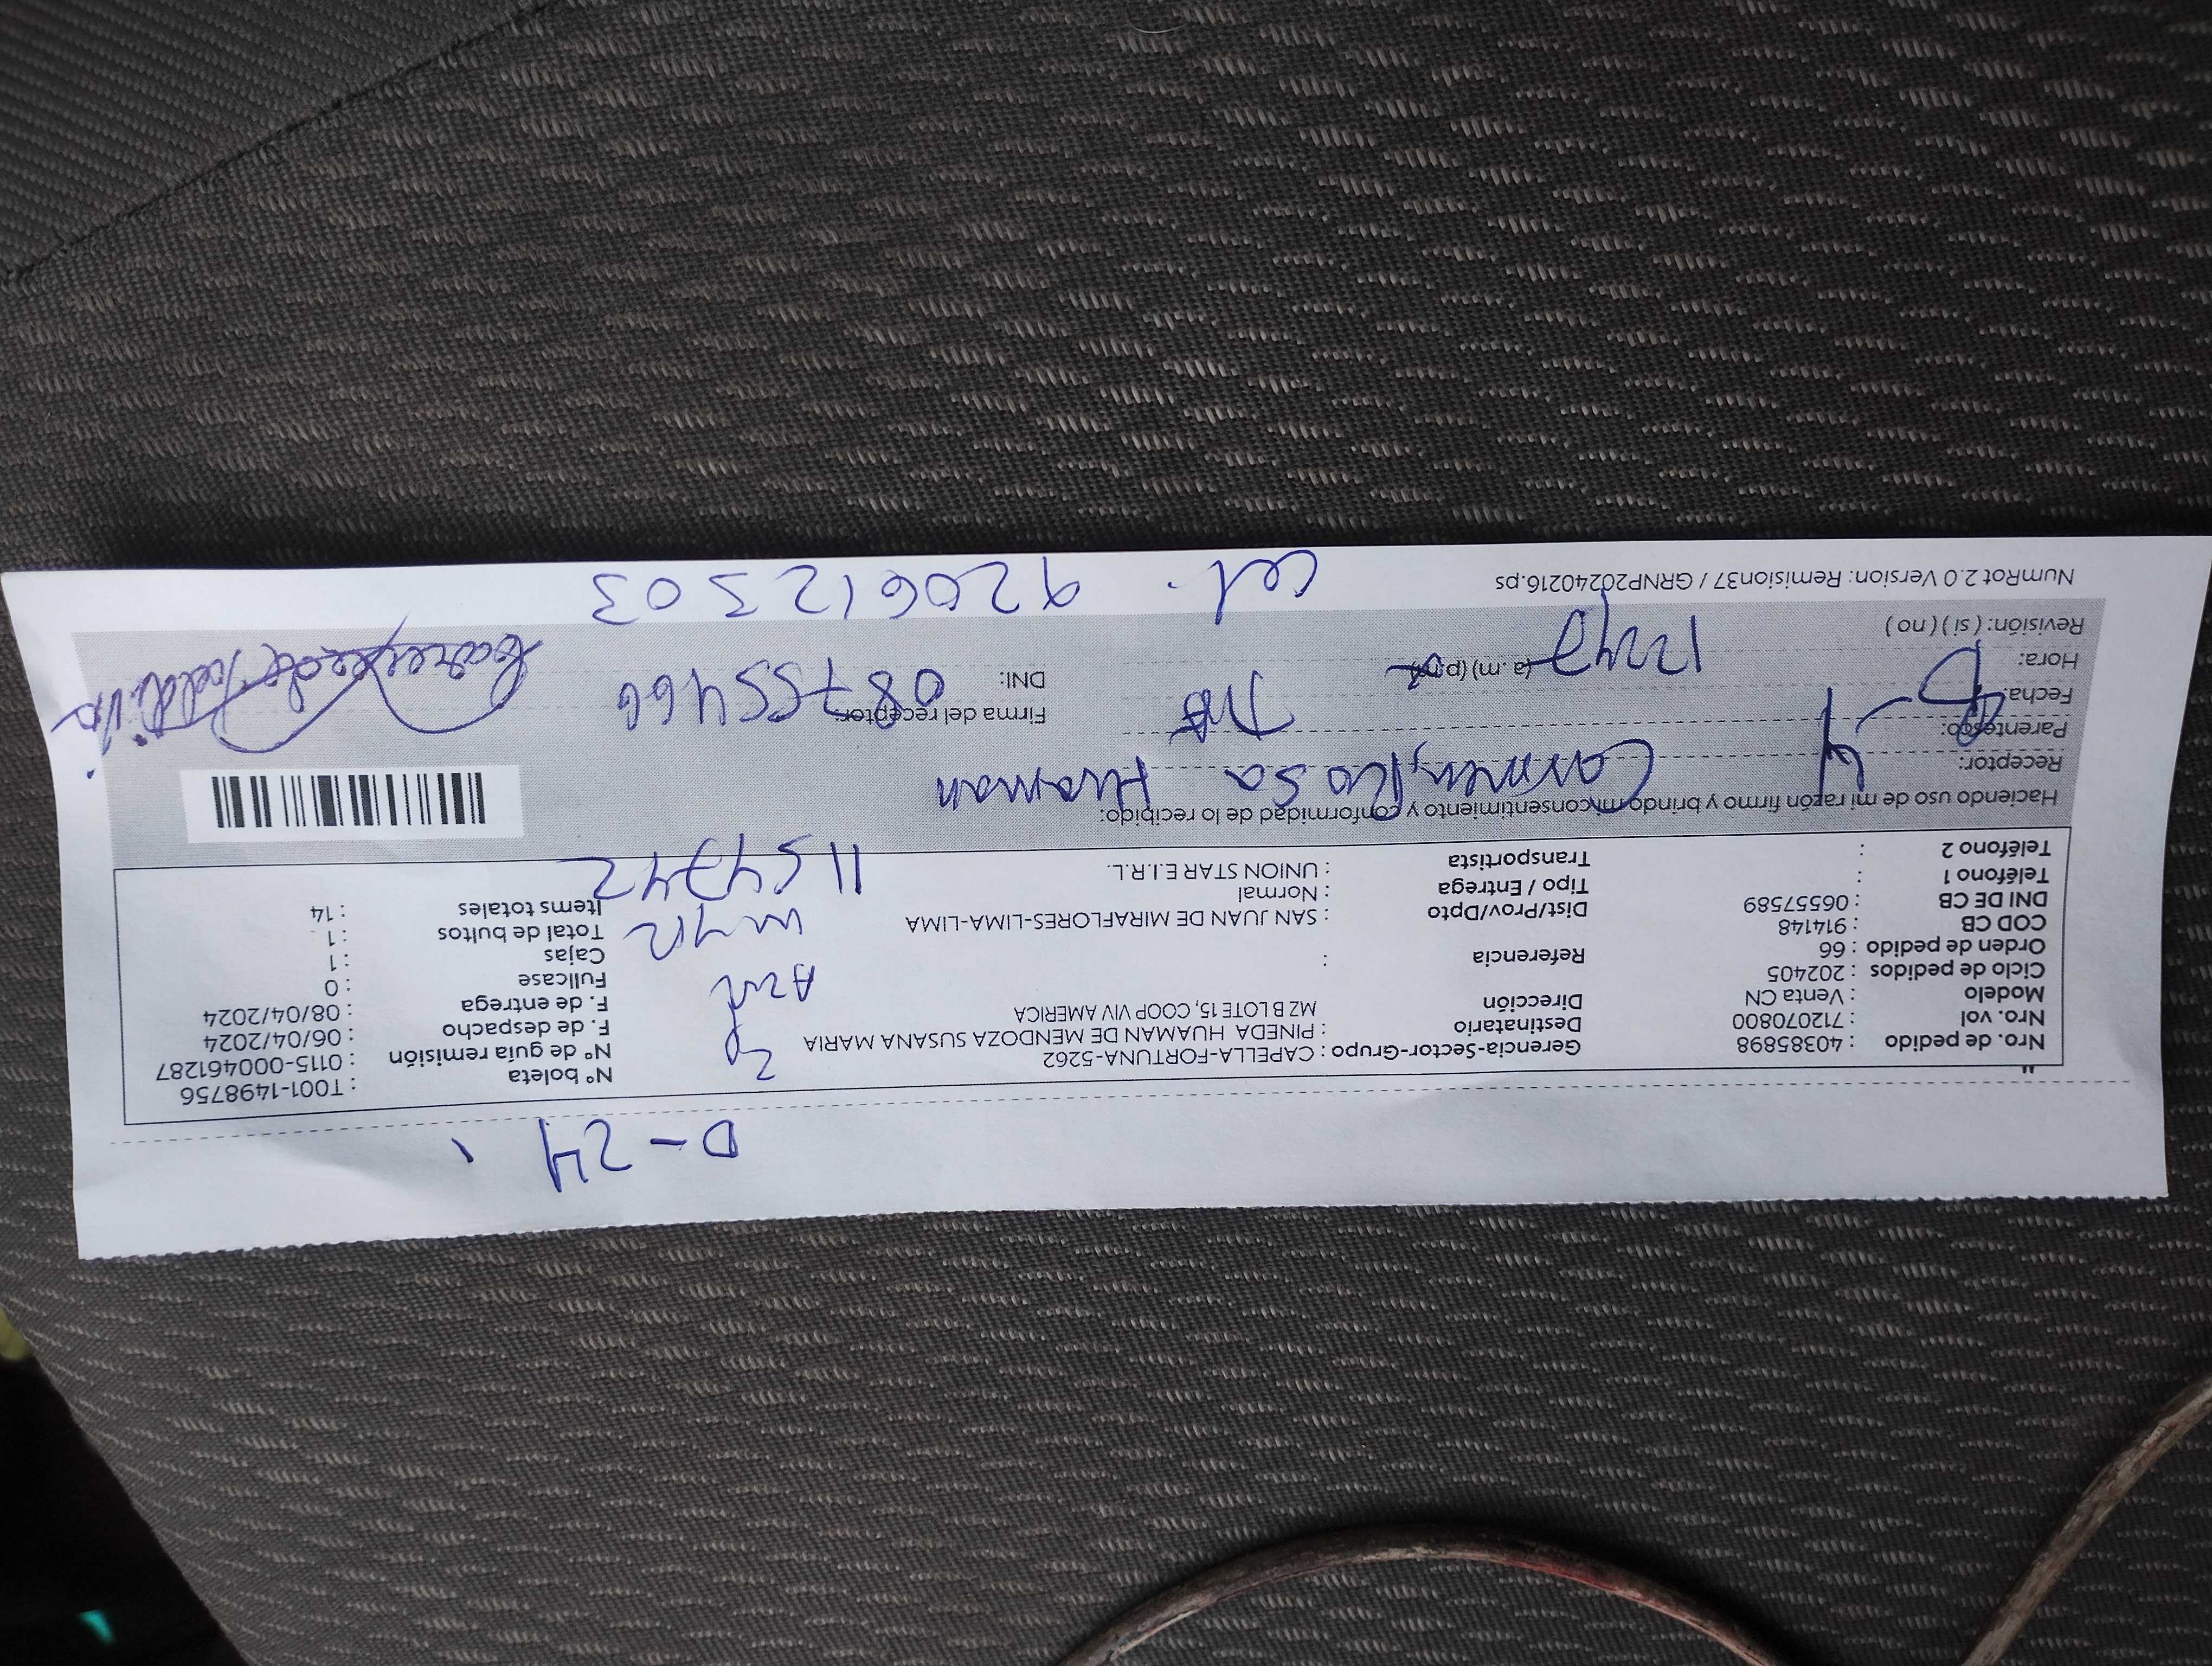 D-24
Nro. de pedido : 40385898
Nro. vol : 712070800
Modelo : Venta CN
Ciclo de pedidos : 202405
Orden de pedido : 66
COD CB : 914148
DNI DE CB : 06557589
Teléfono 1 :
Teléfono 2 :
Gerencia-Sector-Grupo : CAPELLA-FORTUNA-5262
Destinatario : PINEDA HUAMAN DE MENDOZA SUSANA MARIA
Dirección MZ B LOTE 15, COOP VIV AMERICA
Referencia :
Dist/Prov/Dpto : SAN JUAN DE MIRAFLORES-LIMA-LIMA
Tipo / Entrega : Normal
Transportista : UNION STAR E.I.R.L.
2p
Nº boleta : T001-1498756
Nº de guía remisión : 0115-000461287
F. de despacho : 06/04/2024
F. de entrega : 08/04/2024
Fullcase : 0
Cajas : 1
Total de bultos : 1
Items totales : 14
Haciendo uso de mi razón firmo y brindo mi consentimiento y conformidad de lo recibido:
Receptor: Carmen Rosa Huaman
Parentesco:
Fecha:
Hora: 1247 (a.m) (p.m)
Revisión: ( si ) ( no )
Firma del receptor:
DNI: 08755466
NumRot 2.0 Version: Remision37 / GRNP20240216.ps
cel. 920612303